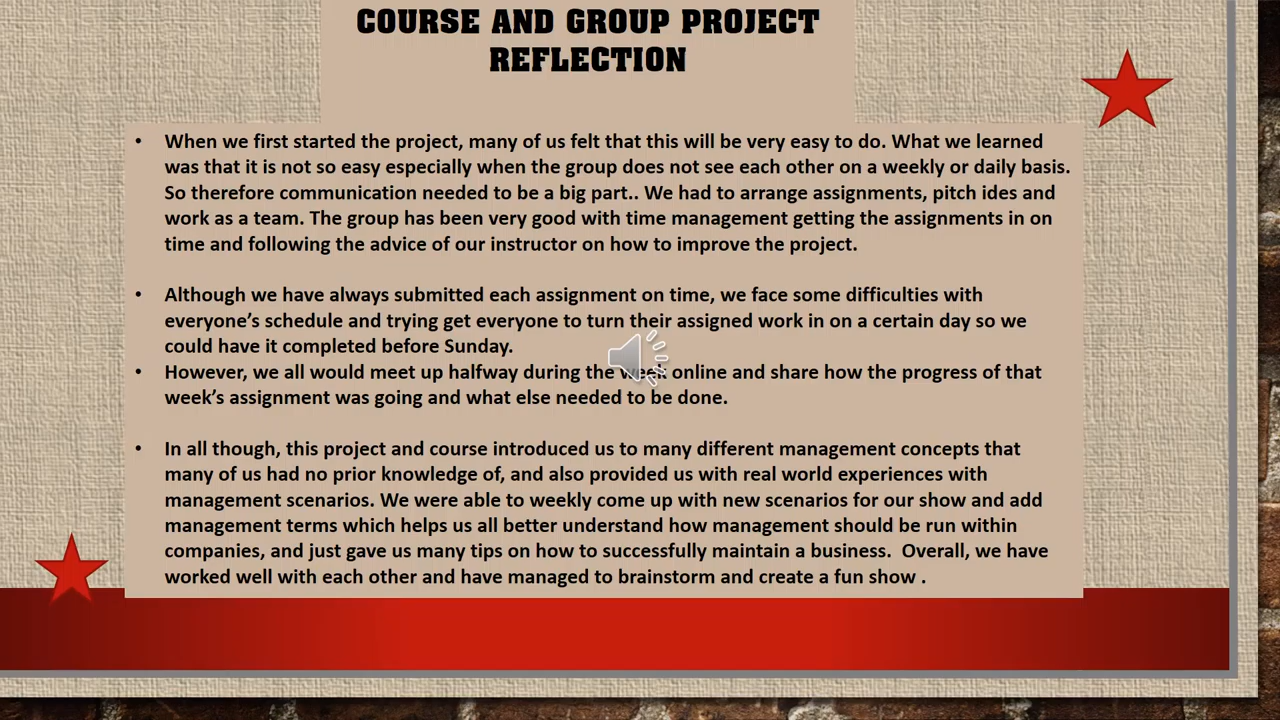 COURSE AND GROUP PROJECT
REFLECTION
• When we first started the project, many of us felt that this will be very easy to do. What we learned
was that it is not so easy especially when the group does not see each other on a weekly or daily basis.
So therefore communication needed to be a big part.. We had to arrange assignments, pitch ides and
work as a team. The group has been very good with time management getting the assignments in on
time and following the advice of our instructor on how to improve the project.
• Although we have always submitted each assignment on time, we face some difficulties with
everyone’s schedule and trying get everyone to turn their assigned work in on a certain day so we
could have it completed before Sunday.
• However, we all would meet up halfway during the week online and share how the progress of that
week’s assignment was going and what else needed to be done.
• In all though, this project and course introduced us to many different management concepts that
many of us had no prior knowledge of, and also provided us with real world experiences with
management scenarios. We were able to weekly come up with new scenarios for our show and add
management terms which helps us all better understand how management should be run within
companies, and just gave us many tips on how to successfully maintain a business.  Overall, we have
worked well with each other and have managed to brainstorm and create a fun show .